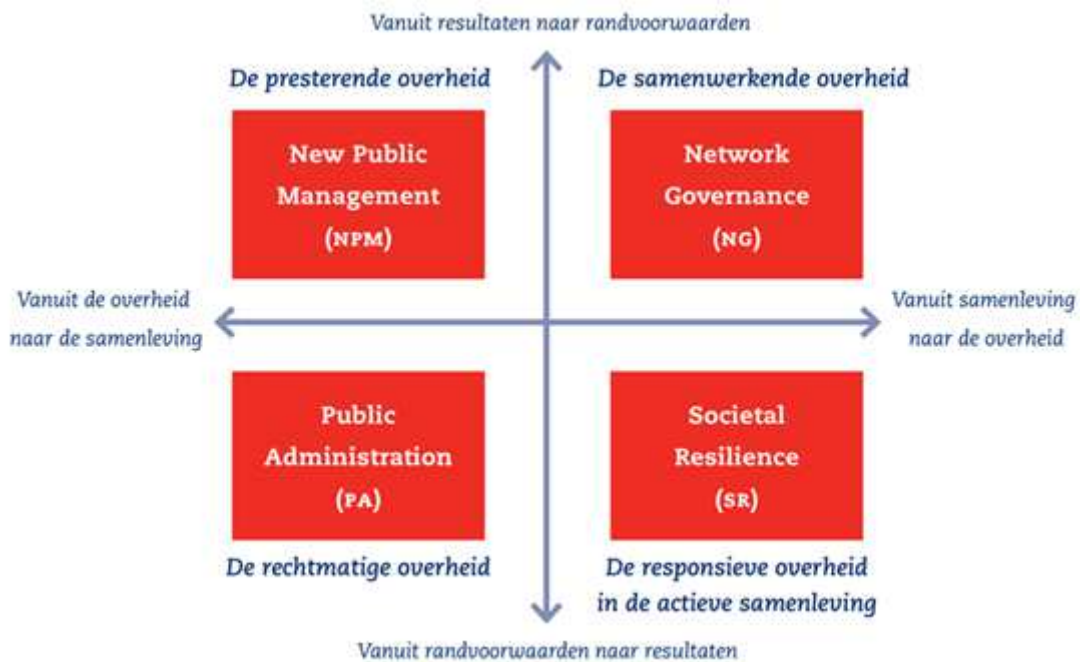 Vanuit resultaten naar randvoorwaarden
De presterende overheid
De samenwerkende overheid
New Public
Management
(NPM)
Network
Governance
(NG)
Vanuit de overheid
naar de samenleving
Vanuit samenleving
naar de overheid
Public
Administration
(PA)
Societal
Resilience
(SR)
De rechtmatige overheid
De responsieve overheid
in de actieve samenleving
Vanuit randvoorwaarden naar resultaten